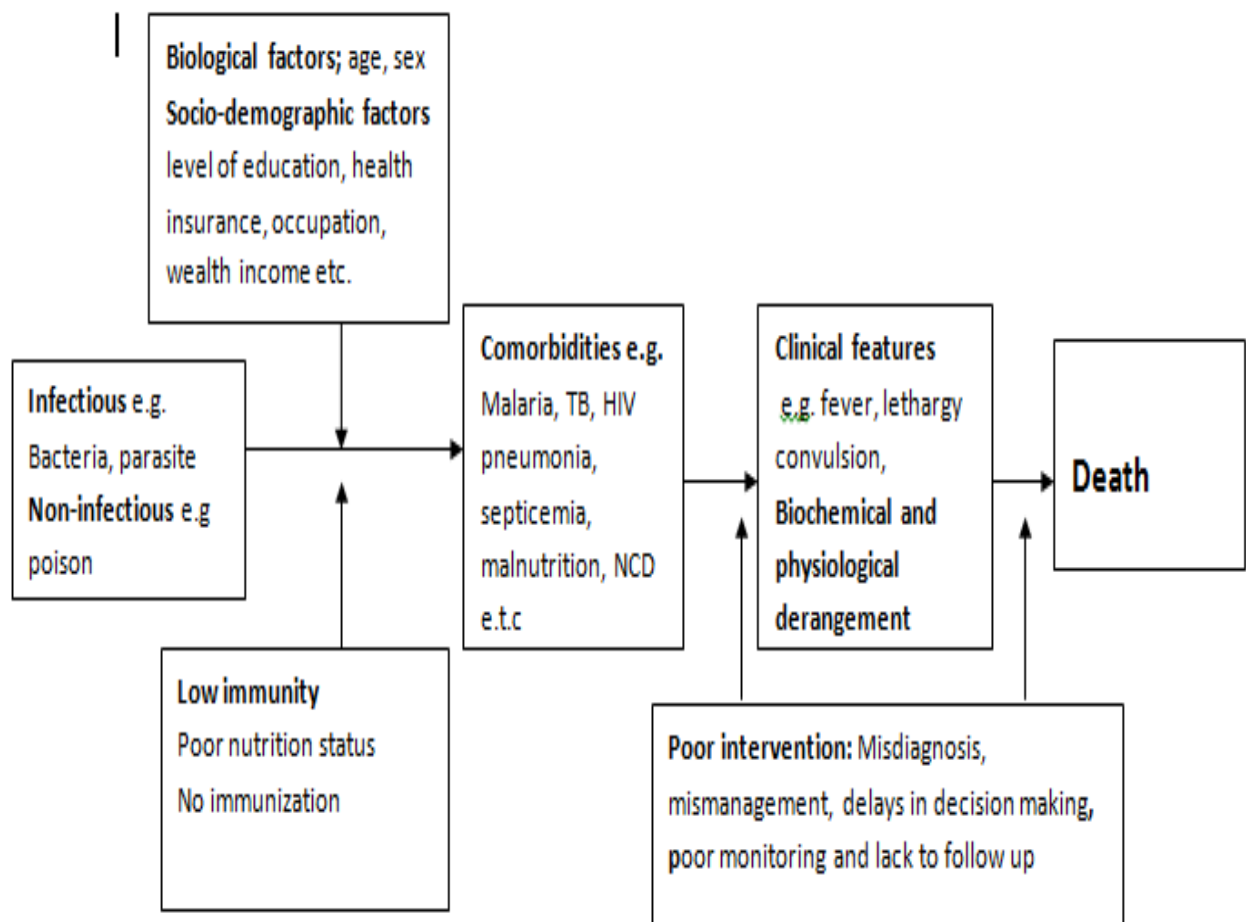 Biological factors; age, sex
Socio-demographic factors
level of education, health
insurance, occupation,
wealth income etc.
Infectious e.g.
Bacteria, parasite
Non-infectious e.g
poison
Comorbidities e.g.
Malaria, TB, HIV
pneumonia,
septicemia,
malnutrition, NCD
e.t.c
Clinical features
e.g. fever, lethargy
convulsion,
Biochemical and
physiological
derangement
Death
Low immunity
Poor nutrition status
No immunization
Poor intervention: Misdiagnosis,
mismanagement, delays in decision making,
poor monitoring and lack to follow up